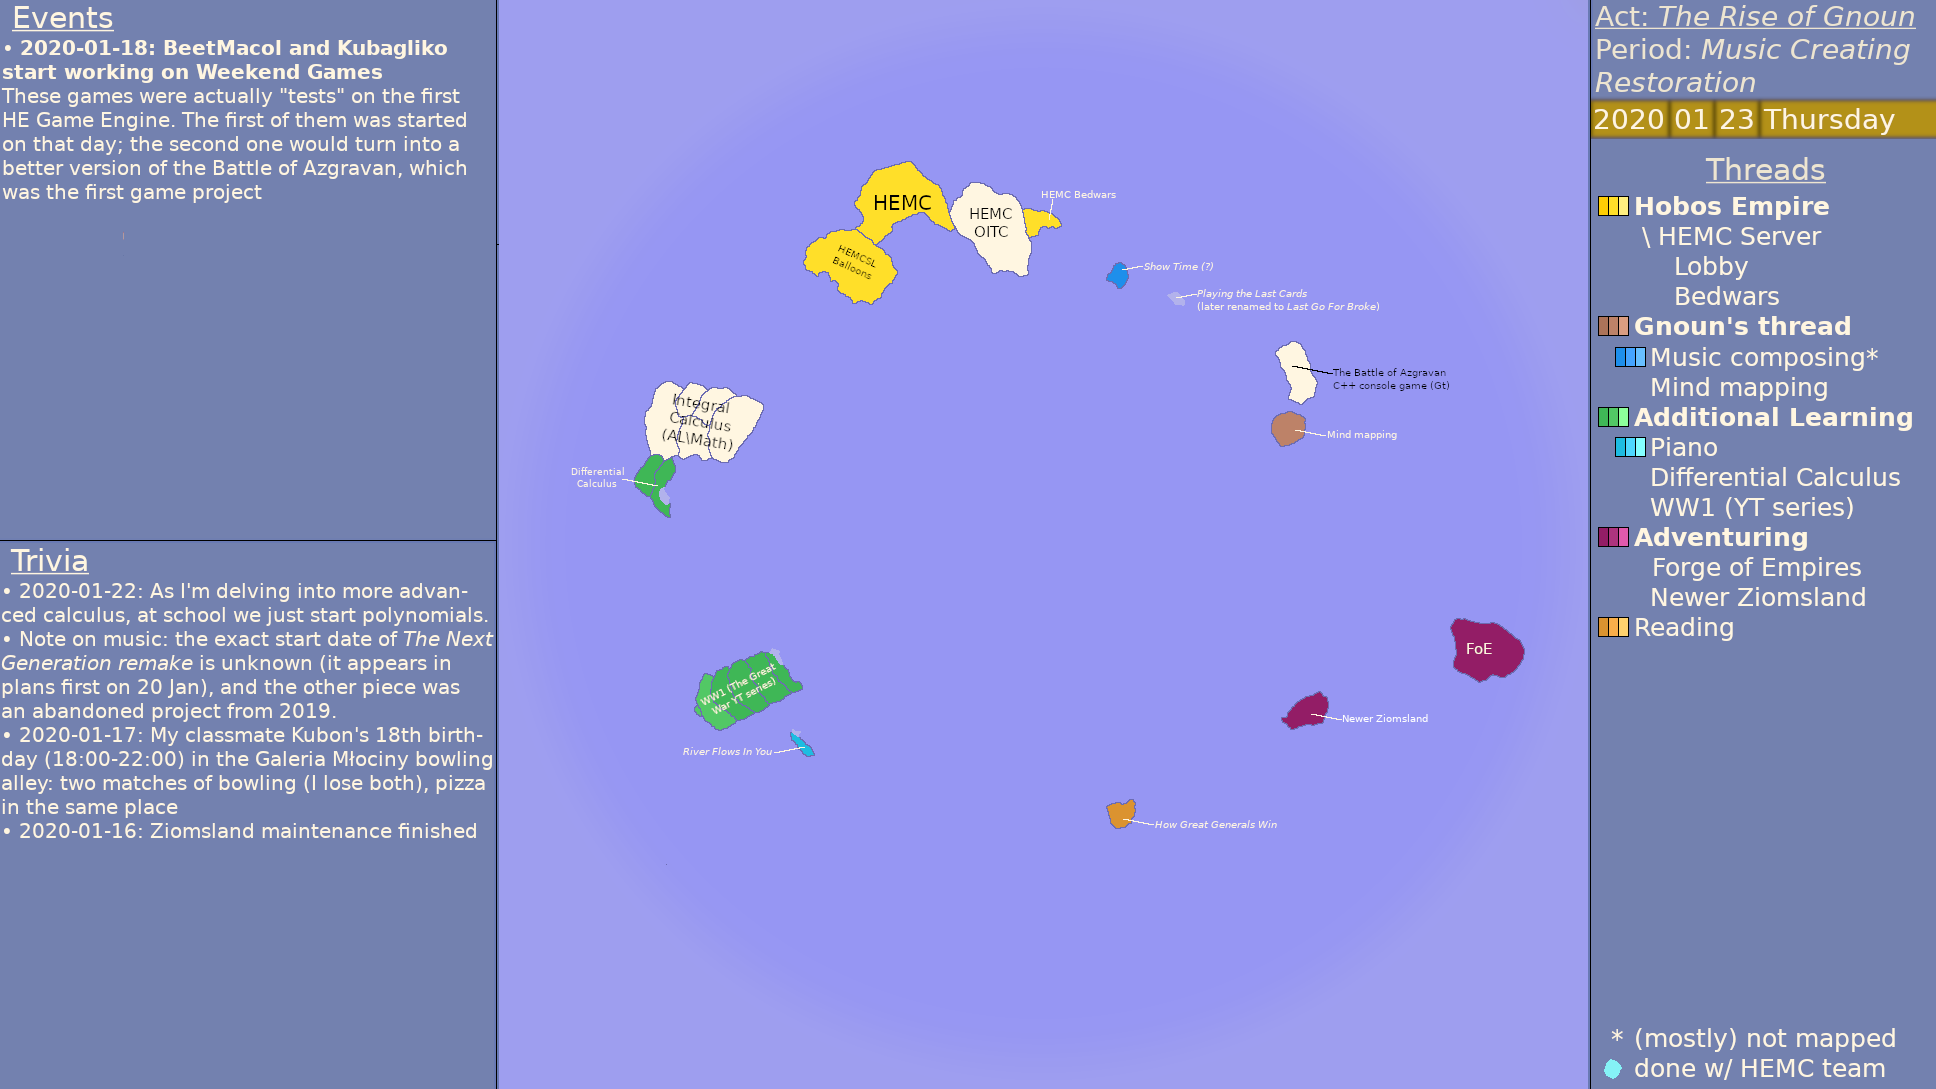 Events
• 2020-01-18: BeetMacol and Kubagliko
start working on Weekend Games
These games were actually "tests" on the first
HE Game Engine. The first of them was started
on that day; the second one would turn into a
better version of the Battle of Azgravan, which
was the first game project
Trivia
• 2020-01-22: As I'm delving into more advan-
ced calculus, at school we just start polynomials.
• Note on music: the exact start date of The Next
Generation remake is unknown (it appears in
plans first on 20 Jan), and the other piece was
an abandoned project from 2019.
• 2020-01-17: My classmate Kubon's 18th birth-
day (18:00-22:00) in the Galeria Młociny bowling
alley: two matches of bowling (I lose both), pizza
in the same place
• 2020-01-16: Ziomsland maintenance finished
HEMC
HEMC
OITC
HEMC Bedwars
HEMCSL
Balloons
Show Time (?)
Playing the Last Cards
(later renamed to Last Go For Broke)
The Battle of Azgravan
C++ console game (Gt)
Mind mapping
Integral
Calculus
(AL\Math)
Differential
Calculus
WW1 (The Great
War YT series)
River Flows In You
FoE
Newer Ziomsland
How Great Generals Win
Act: The Rise of Gnoun
Period: Music Creating
Restoration
2020 01 23 Thursday
Threads
Hobos Empire
\ HEMC Server
Lobby
Bedwars
Gnoun's thread
Music composing*
Mind mapping
Additional Learning
Piano
Differential Calculus
WW1 (YT series)
Adventuring
Forge of Empires
Newer Ziomsland
Reading
* (mostly) not mapped
done w/ HEMC team